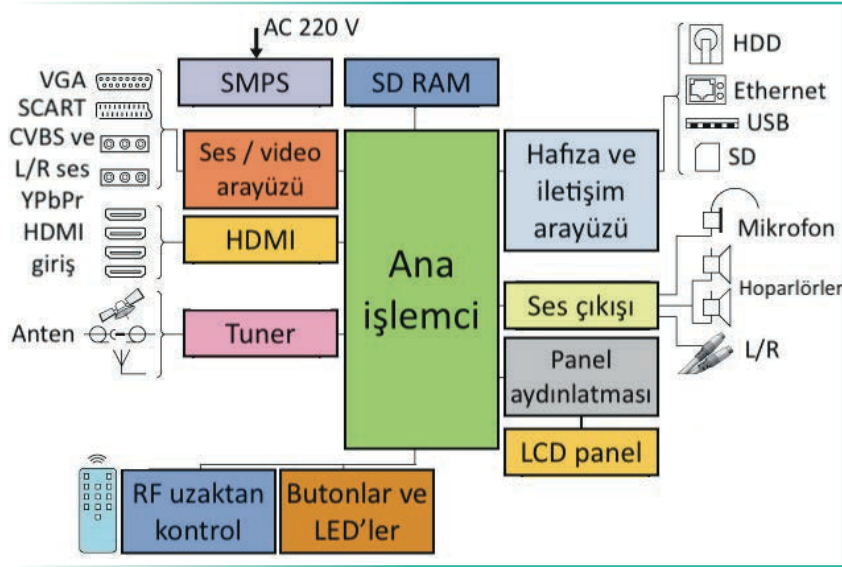 AC 220 V
SMPS
SD RAM
VGA
SCART
CVBS ve
L/R ses
YPbPr
HDMI
giriş
Anten
Ses / video
arayüzü
HDMI
Tuner
Ana
işlemci
Hafıza ve
iletişim
arayüzü
Ses çıkışı
Panel
aydınlatması
LCD panel
HDD
Ethernet
USB
SD
Mikrofon
Hoparlörler
L/R
RF uzaktan
kontrol
Butonlar ve
LED'ler